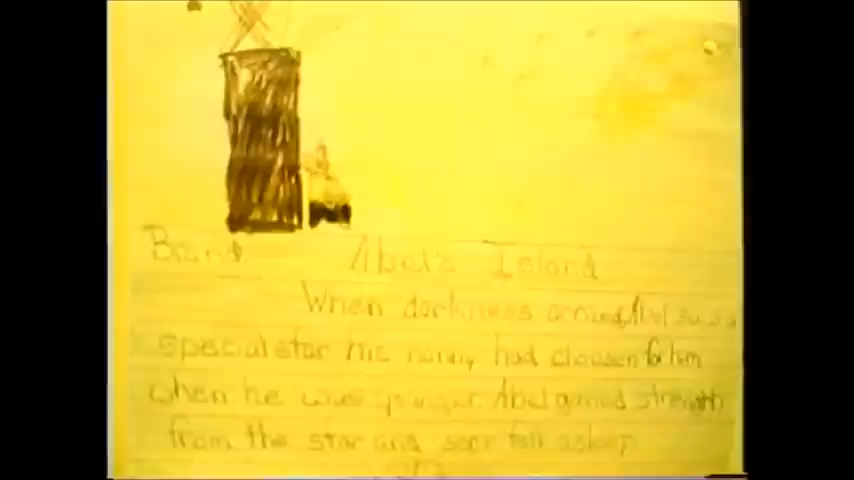 Abel's Island
When darkness around, Abel
special star his nanny had choosen for him
when he was younger. Abel gained strength
from the star and soon fell asleep